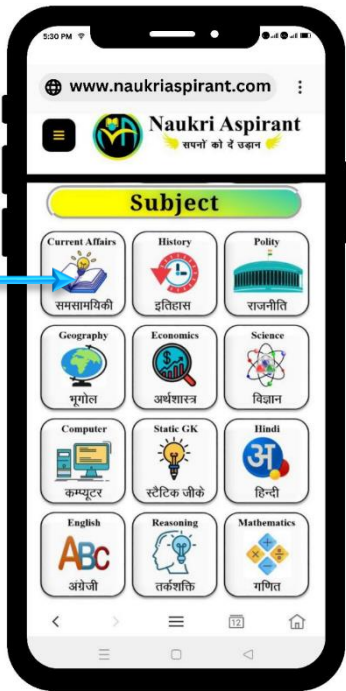 5:30 PM
www.naukriaspirant.com
Naukri Aspirant
सपनों को दें उड़ान
Subject
Current Affairs
समसामयिकी
History
इतिहास
Polity
राजनीति
Geography
भूगोल
Economics
अर्थशास्त्र
Science
विज्ञान
Computer
कम्प्यूटर
Static GK
स्टैटिक जीके
Hindi
अ
हिन्दी
English
ABC
अंग्रेजी
Reasoning
तर्कशक्ति
Mathematics
गणित
12